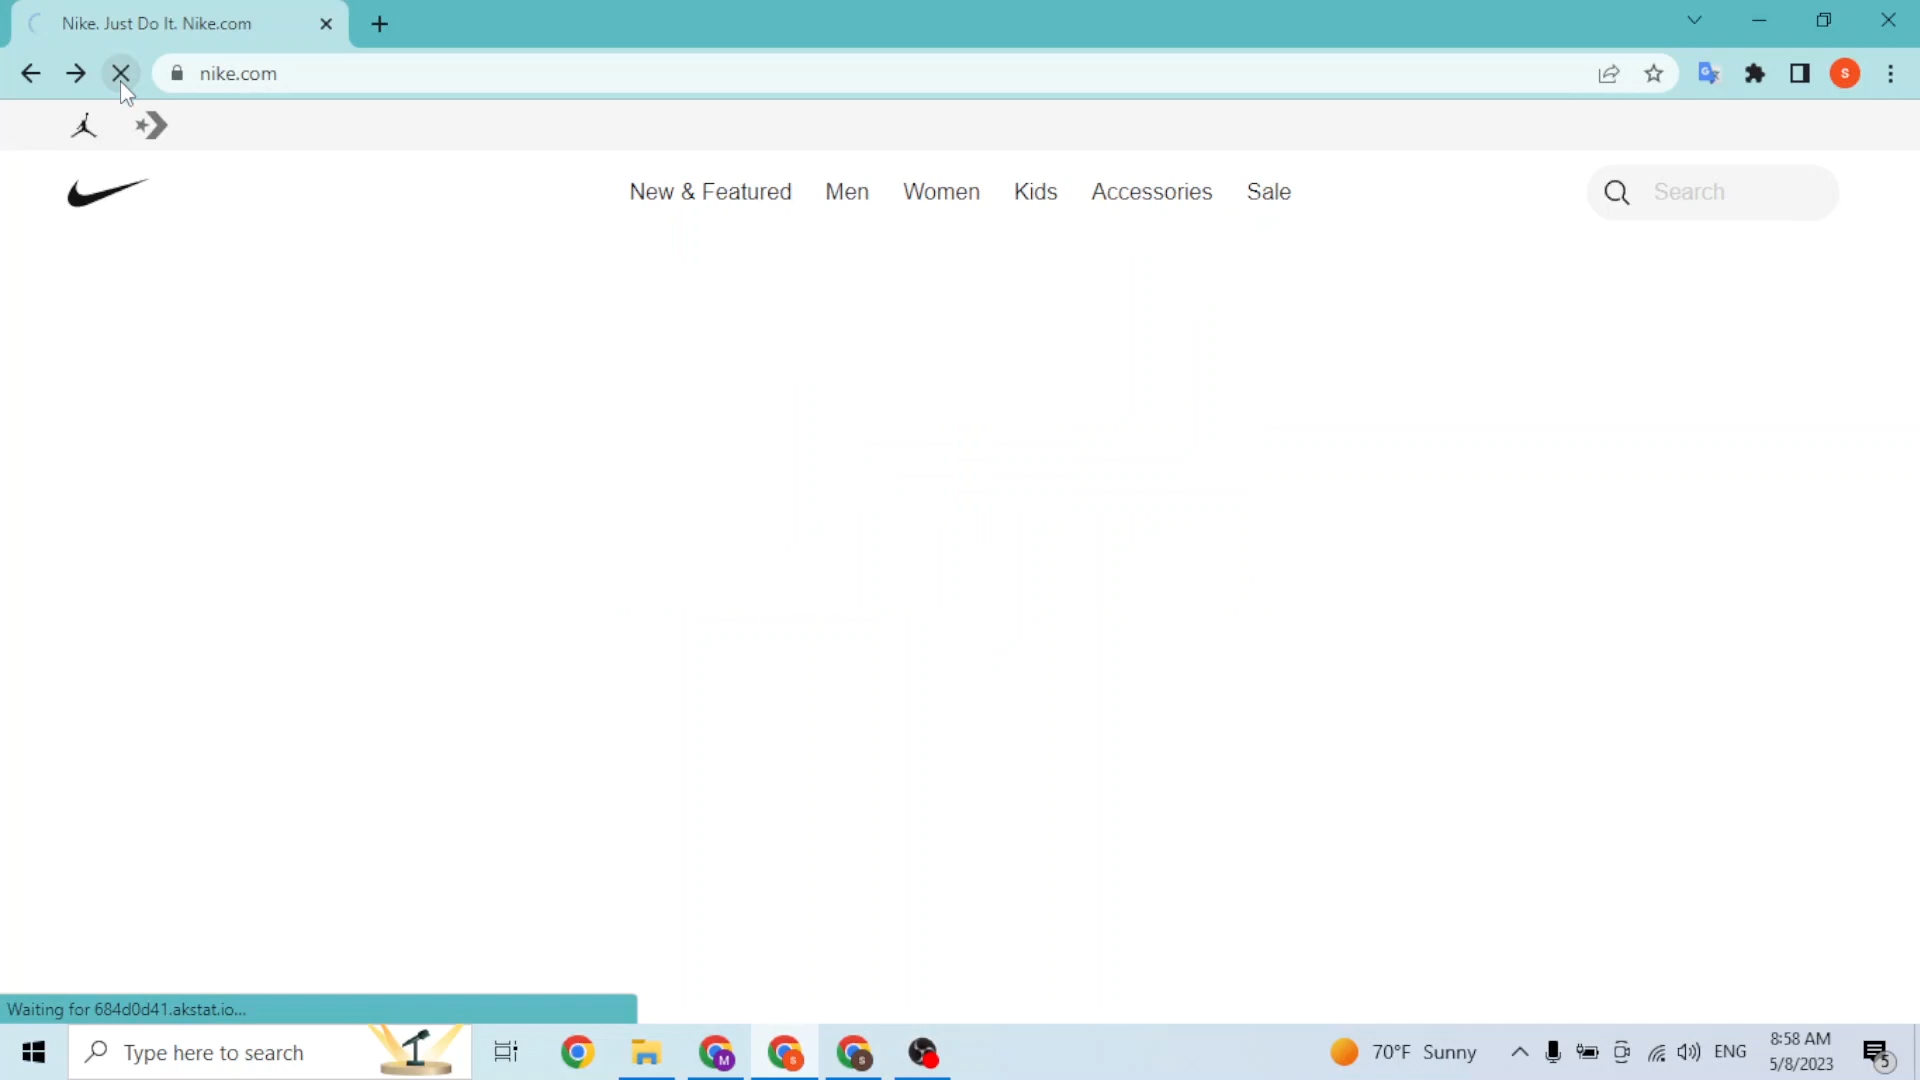 Nike. Just Do It. Nike.com
nike.com
S
New & Featured Men Women Kids Accessories Sale
Search
Waiting for 684d0d41.akstat.io...
Type here to search
M
S
S
70°F Sunny
ENG
8:58 AM
5/8/2023
5